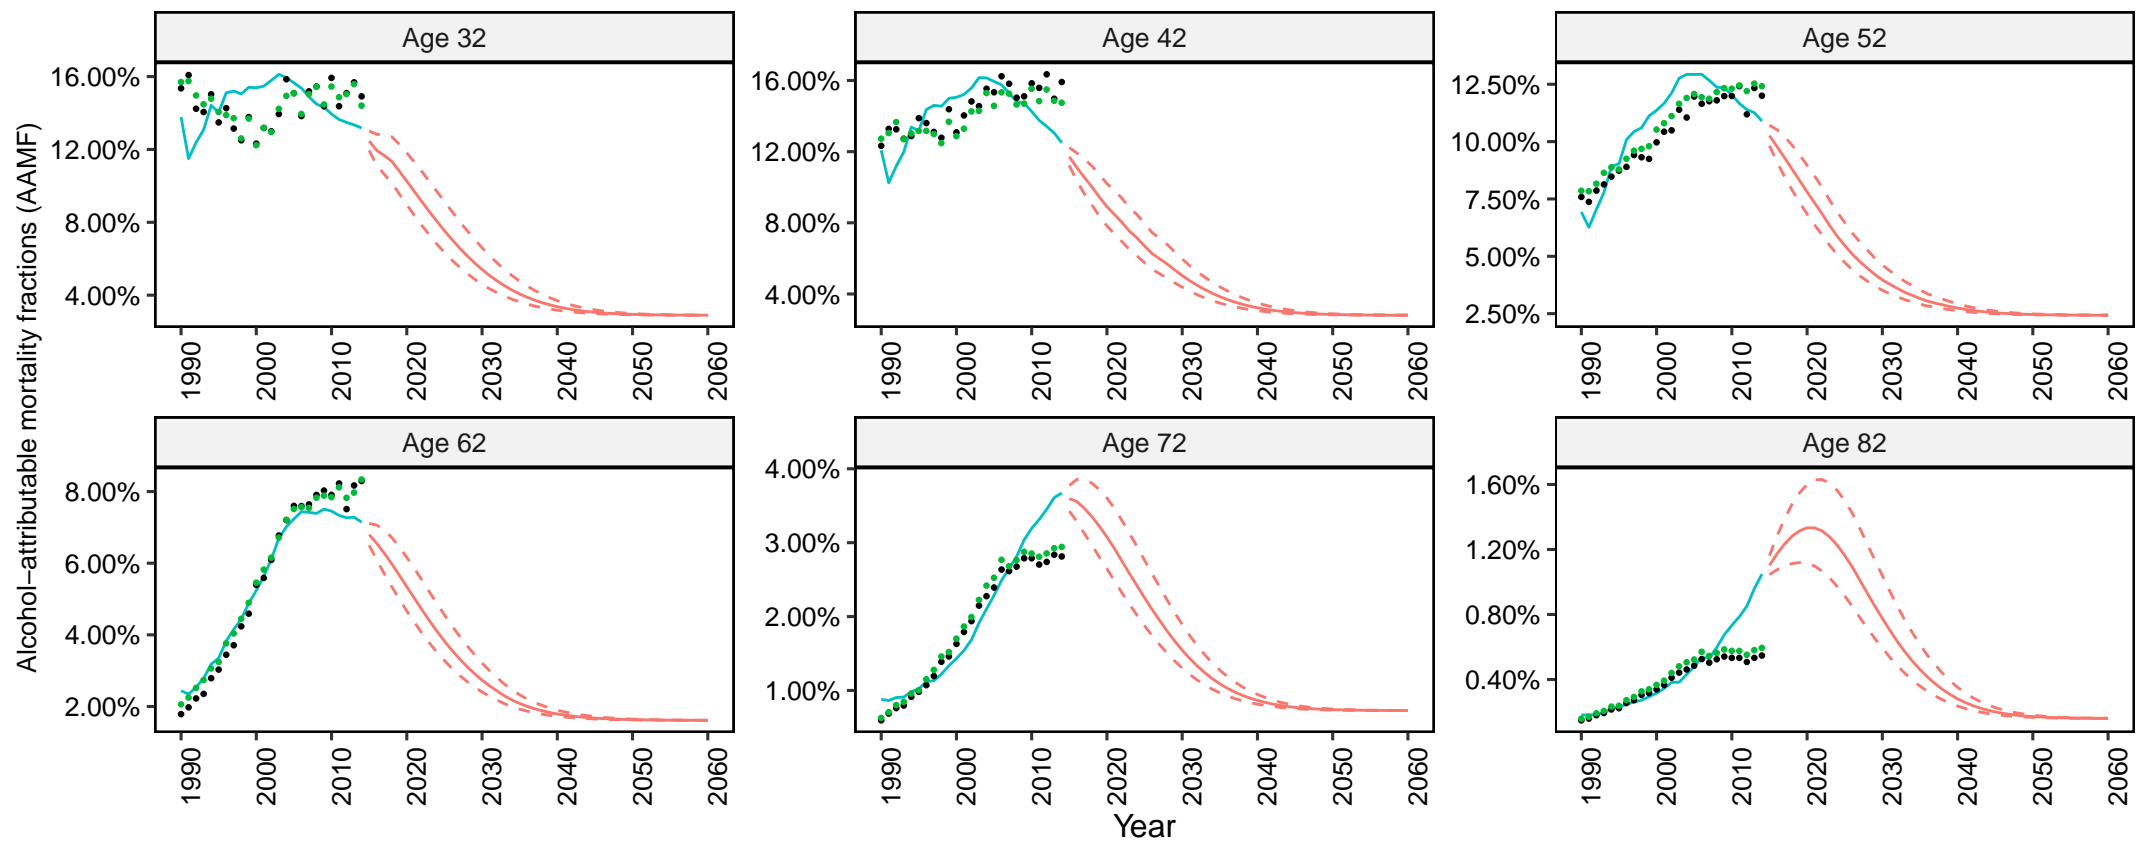 Alcohol−attributable mortality fractions (AAMF)
Age 32
16.00%
12.00%
8.00%
4.00%
1990 2000 2010 2020 2030 2040 2050 2060
Age 42
16.00%
12.00%
8.00%
4.00%
1990 2000 2010 2020 2030 2040 2050 2060
Age 52
12.50%
10.00%
7.50%
5.00%
2.50%
1990 2000 2010 2020 2030 2040 2050 2060
Age 62
8.00%
6.00%
4.00%
2.00%
1990 2000 2010 2020 2030 2040 2050 2060
Age 72
4.00%
3.00%
2.00%
1.00%
1990 2000 2010 2020 2030 2040 2050 2060
Age 82
1.60%
1.20%
0.80%
0.40%
1990 2000 2010 2020 2030 2040 2050 2060
Year